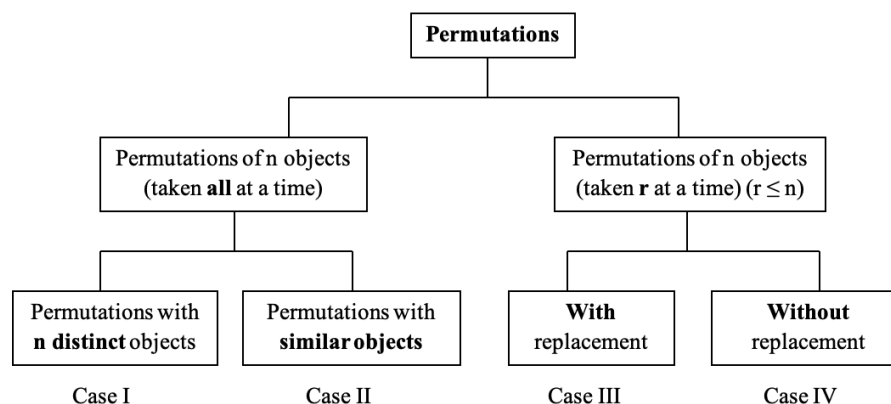 Permutations
Permutations of n objects
(taken all at a time)
Permutations of n objects
(taken r at a time) (r ≤ n)
Permutations with
n distinct objects
Permutations with
similar objects
With
replacement
Without
replacement
Case I
Case II
Case III
Case IV